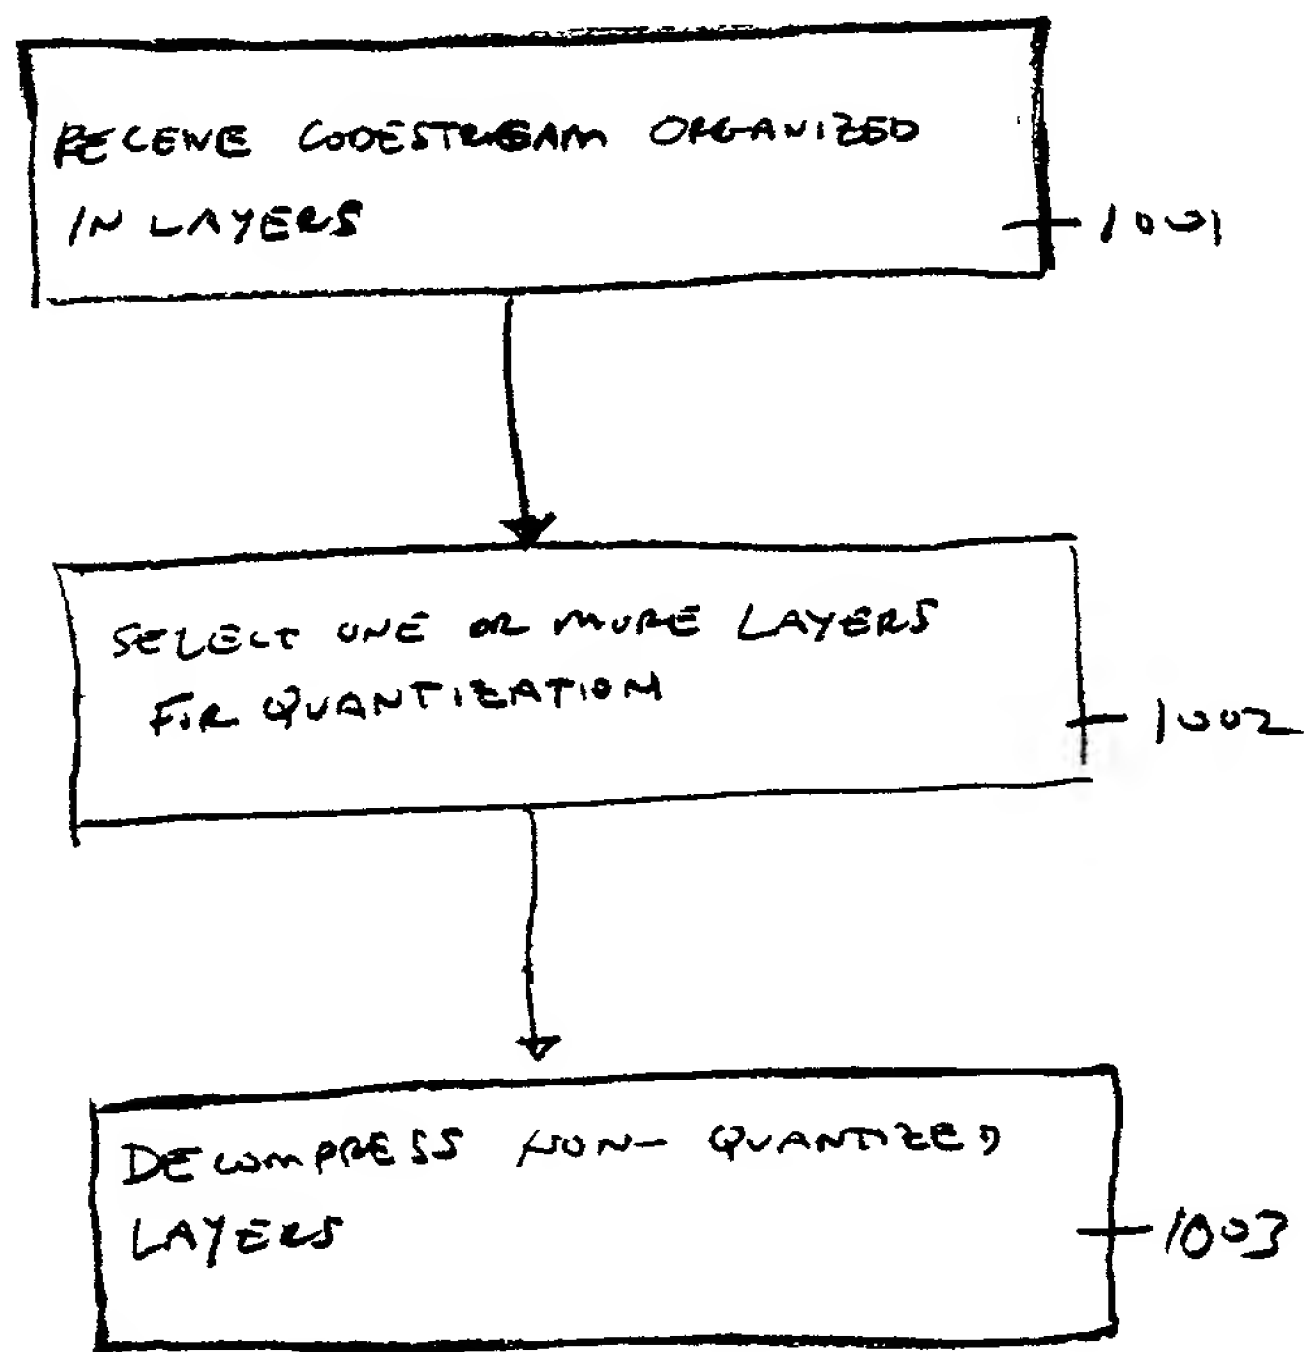 RECEIVE CODESTREAM ORGANIZED
IN LAYERS
1001
SELECT ONE OR MORE LAYERS
FOR QUANTIZATION
1002
DECOMPRESS NON-QUANTIZED
LAYERS
1003